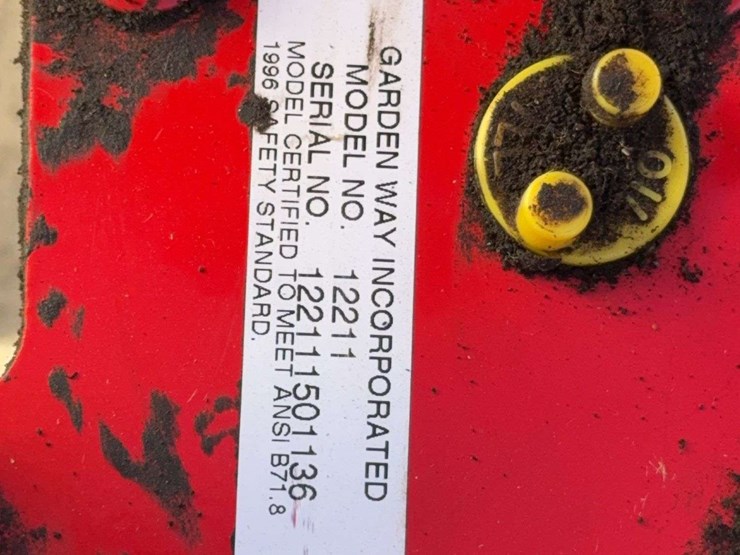 GARDEN WAY INCORPORATED
MODEL NO. 12211
SERIAL NO. 122111501136
MODEL CERTIFIED TO MEET ANSI B71.8
1996 SAFETY STANDARD.